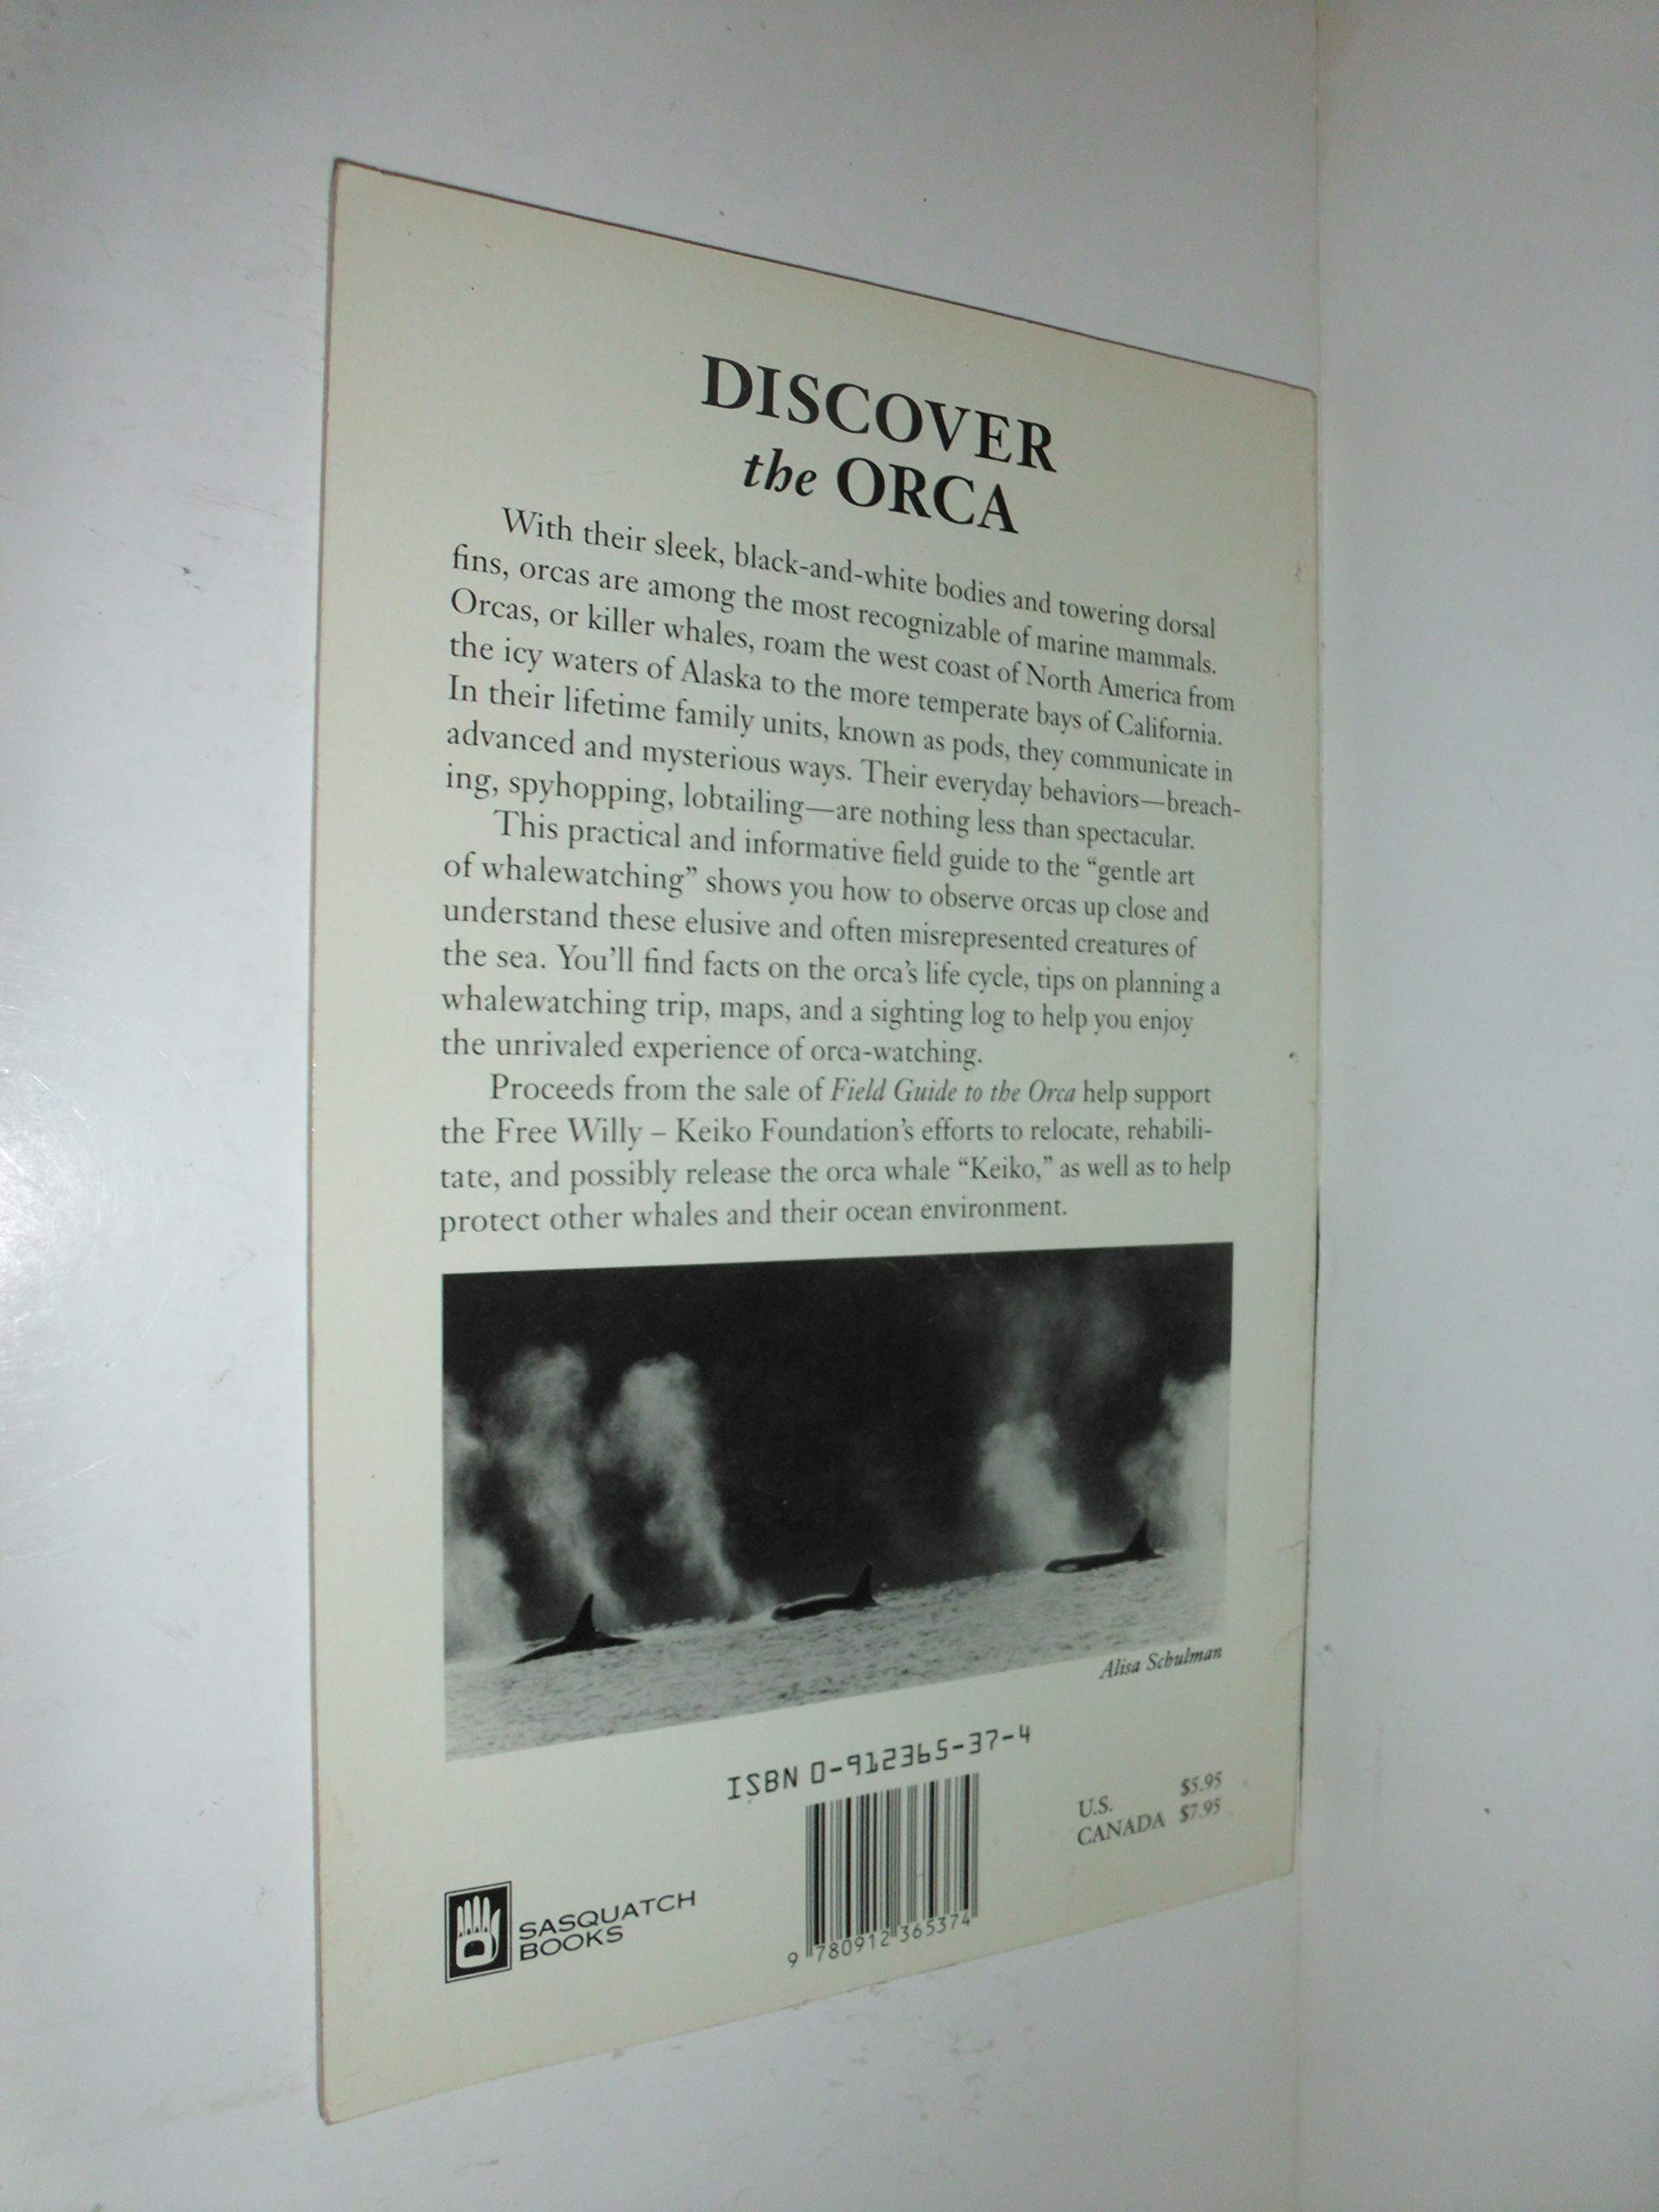 DISCOVER
the ORCA
With their sleek, black-and-white bodies and towering dorsal
fins, orcas are among the most recognizable of marine mammals.
Orcas, or killer whales, roam the west coast of North America from
the icy waters of Alaska to the more temperate bays of California.
In their lifetime family units, known as pods, they communicate in
advanced and mysterious ways. Their everyday behaviors—breach-
ing, spyhopping, lobtailing—are nothing less than spectacular.
This practical and informative field guide to the “gentle art
of whalewatching” shows you how to observe orcas up close and
understand these elusive and often misrepresented creatures of
the sea. You’ll find facts on the orca’s life cycle, tips on planning a
whalewatching trip, maps, and a sighting log to help you enjoy
the unrivaled experience of orca-watching.
Proceeds from the sale of Field Guide to the Orca help support
the Free Willy – Keiko Foundation’s efforts to relocate, rehabili-
tate, and possibly release the orca whale “Keiko,” as well as to help
protect other whales and their ocean environment.
Alisa Schulman
ISBN 0-912365-37-4
U.S. $5.95
CANADA $7.95
9 780912 365374
SASQUATCH
BOOKS